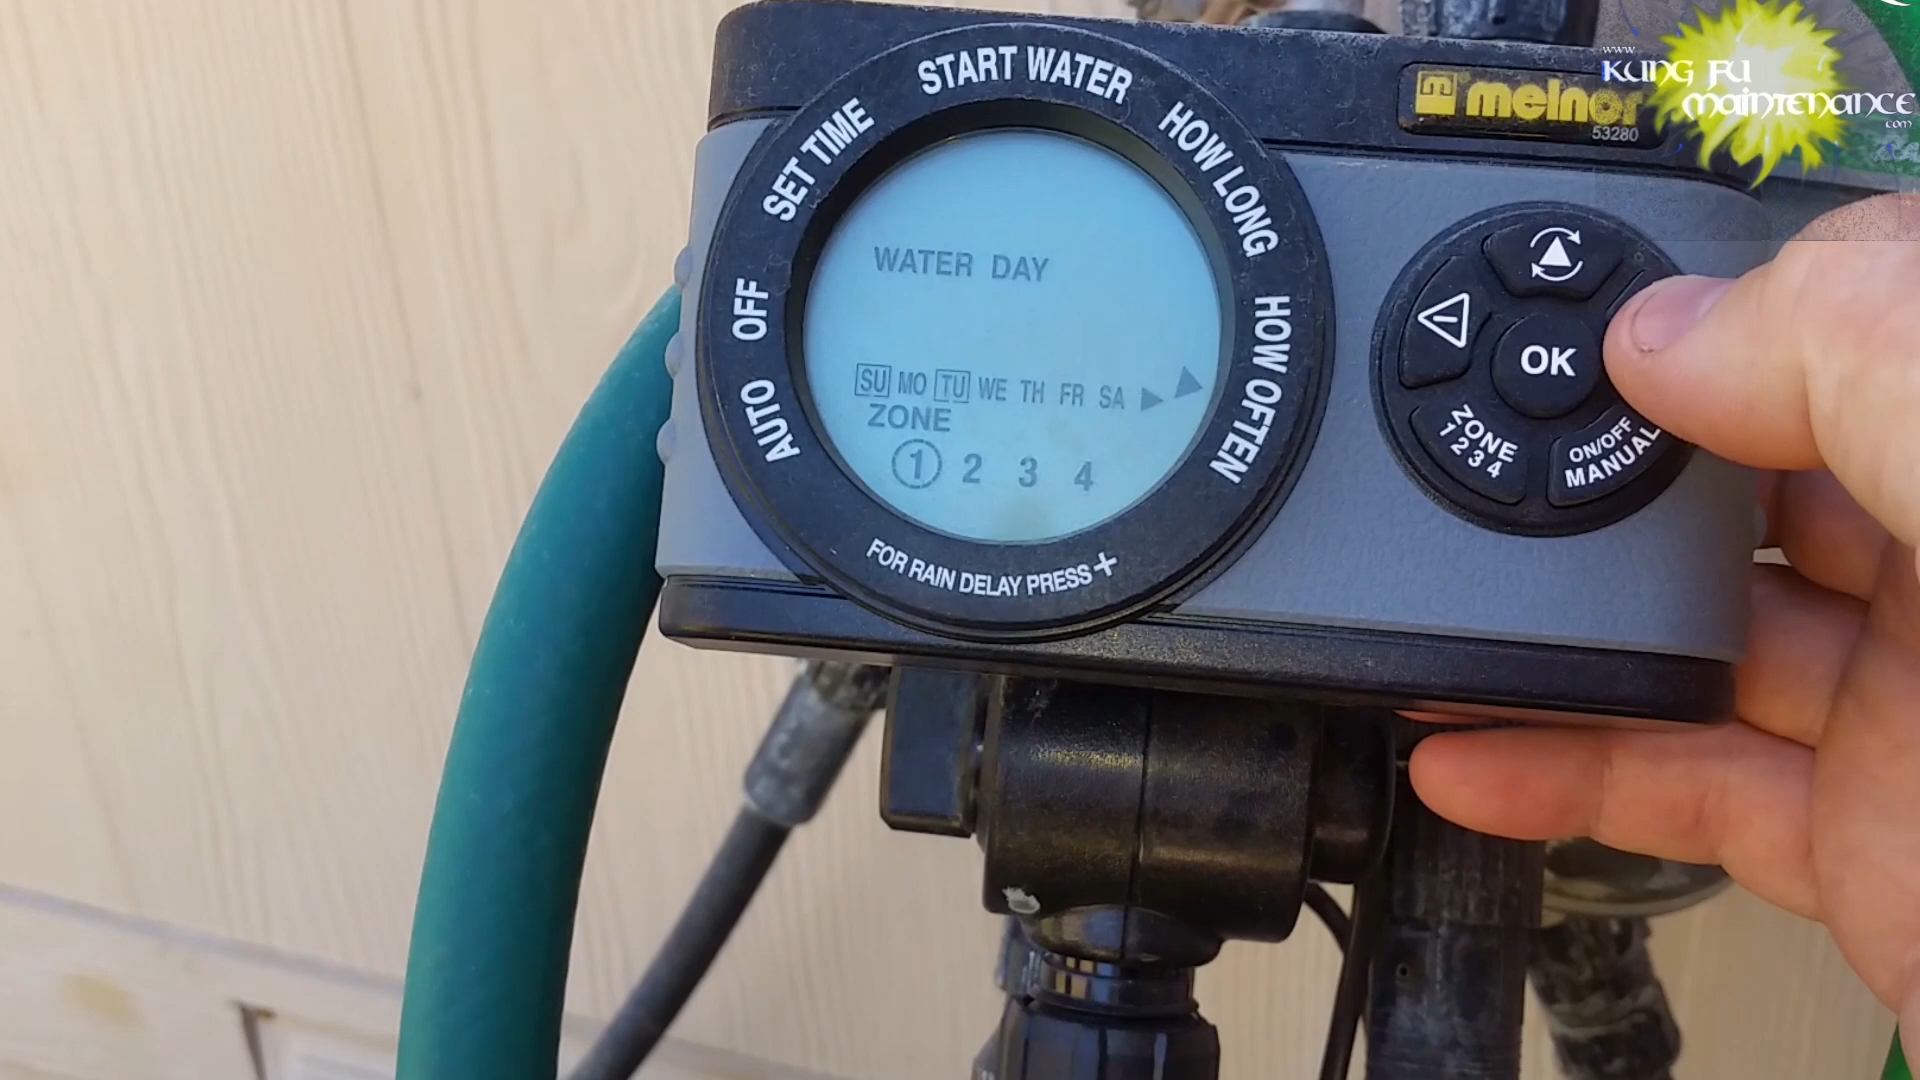 www.
KUNG FU
MAINTENANCE
.com
melnor
53280
START WATER
HOW LONG
HOW OFTEN
SET TIME
OFF
AUTO
FOR RAIN DELAY PRESS +
WATER DAY
SU MO TU WE TH FR SA
ZONE
1 2 3 4
OK
ZONE
1 2 3 4
ON/OFF
MANUAL